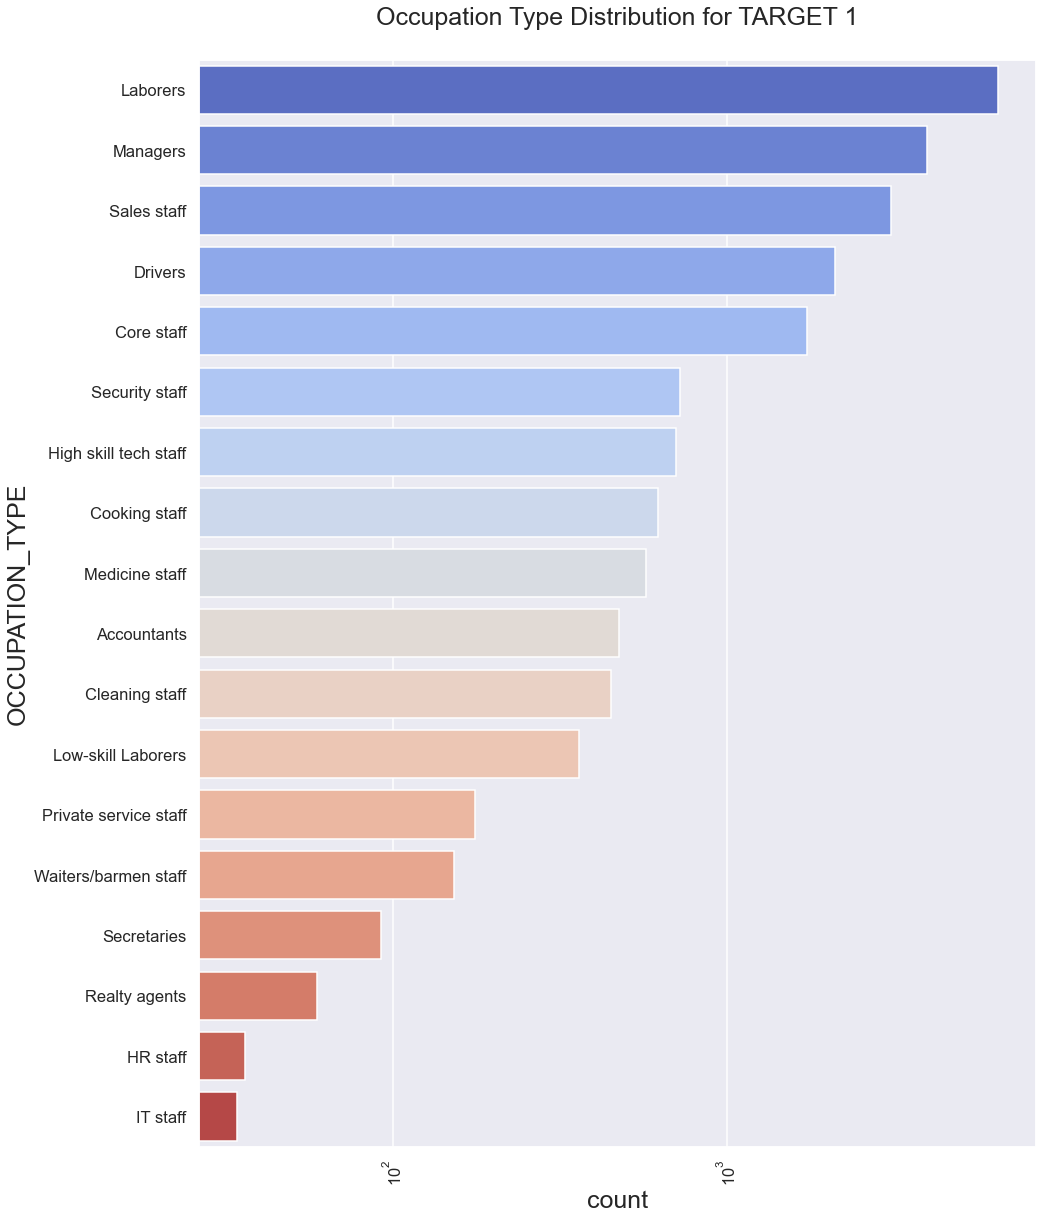 Occupation Type Distribution for TARGET 1
OCCUPATION_TYPE
Laborers
Managers
Sales staff
Drivers
Core staff
Security staff
High skill tech staff
Cooking staff
Medicine staff
Accountants
Cleaning staff
Low-skill Laborers
Private service staff
Waiters/barmen staff
Secretaries
Realty agents
HR staff
IT staff
10²
10³
count